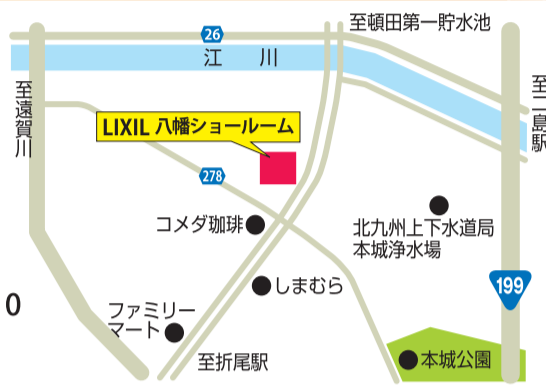 至頓田第一貯水池
26
江川
至遠賀川
至二島駅
LIXIL 八幡ショールーム
278
コメダ珈琲
北九州上下水道局
本城浄水場
199
しまむら
0
ファミリー
マート
至折尾駅
本城公園